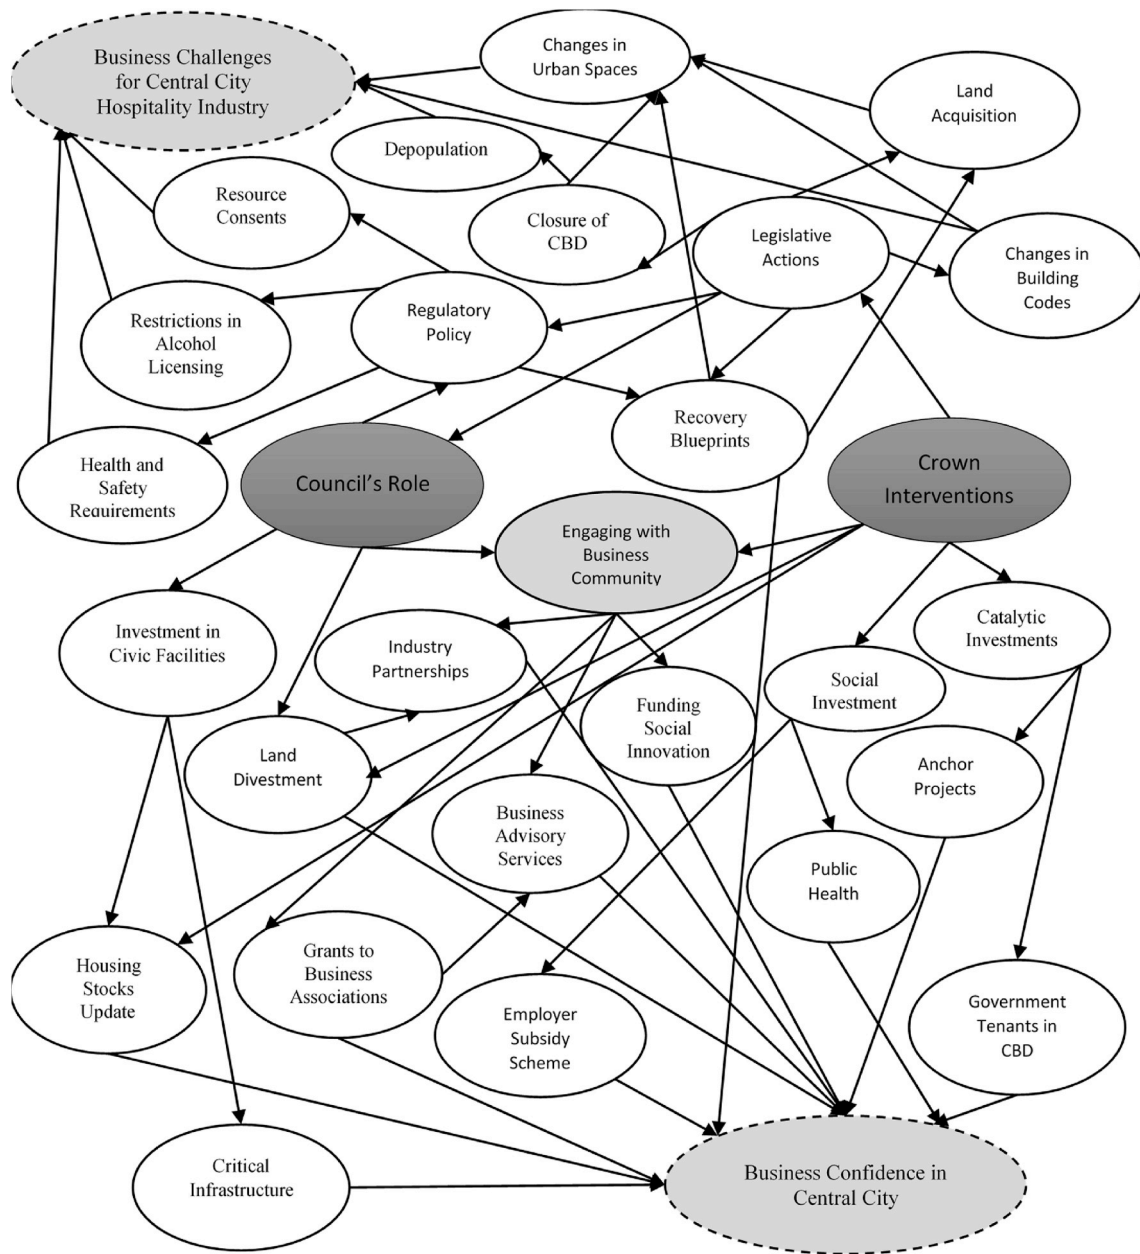 Business Challenges
for Central City
Hospitality Industry
Changes in
Urban Spaces
Land
Acquisition
Depopulation
Resource
Consents
Closure of
CBD
Legislative
Actions
Changes in
Building
Codes
Restrictions in
Alcohol
Licensing
Regulatory
Policy
Recovery
Blueprints
Health and
Safety
Requirements
Council's Role
Crown
Interventions
Engaging with
Business
Community
Investment in
Civic Facilities
Industry
Partnerships
Catalytic
Investments
Social
Investment
Funding
Social
Innovation
Land
Divestment
Anchor
Projects
Business
Advisory
Services
Public
Health
Housing
Stocks
Update
Grants to
Business
Associations
Employer
Subsidy
Scheme
Government
Tenants in
CBD
Critical
Infrastructure
Business Confidence in
Central City